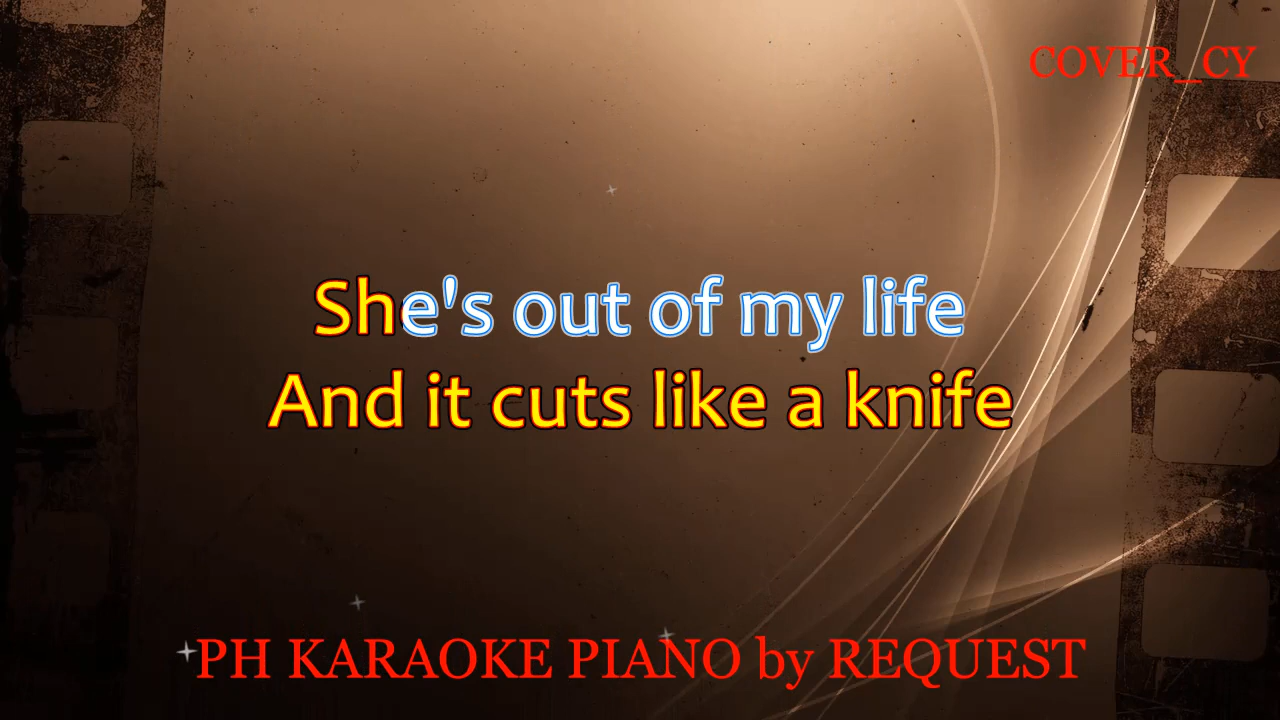 COVER_CY
She's out of my life
And it cuts like a knife
PH KARAOKE PIANO by REQUEST